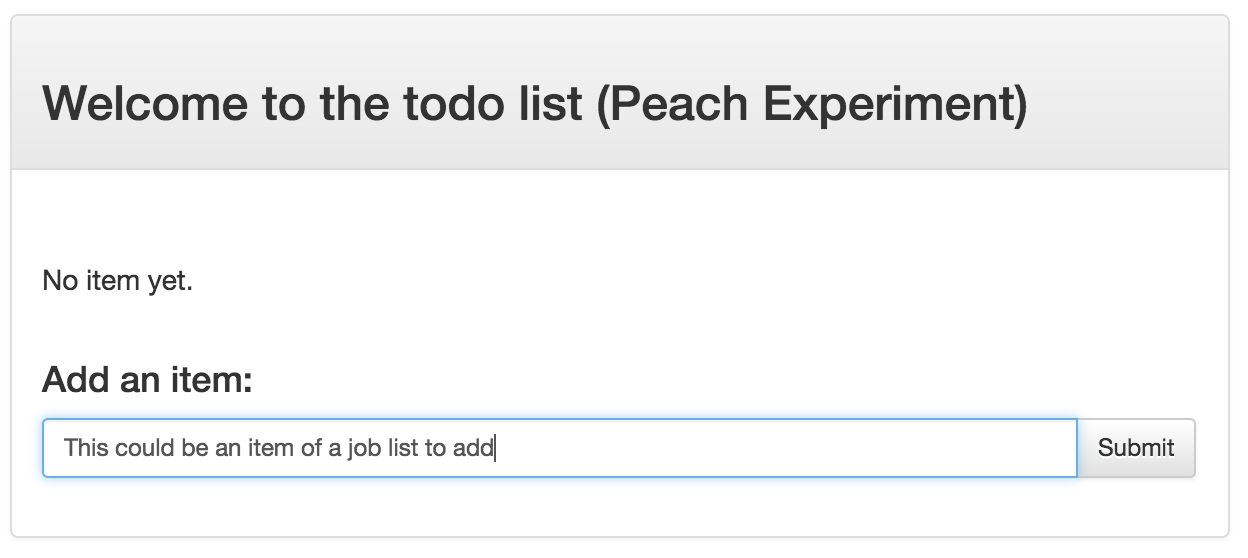 Welcome to the todo list (Peach Experiment)
No item yet.
Add an item:
This could be an item of a job list to add
Submit